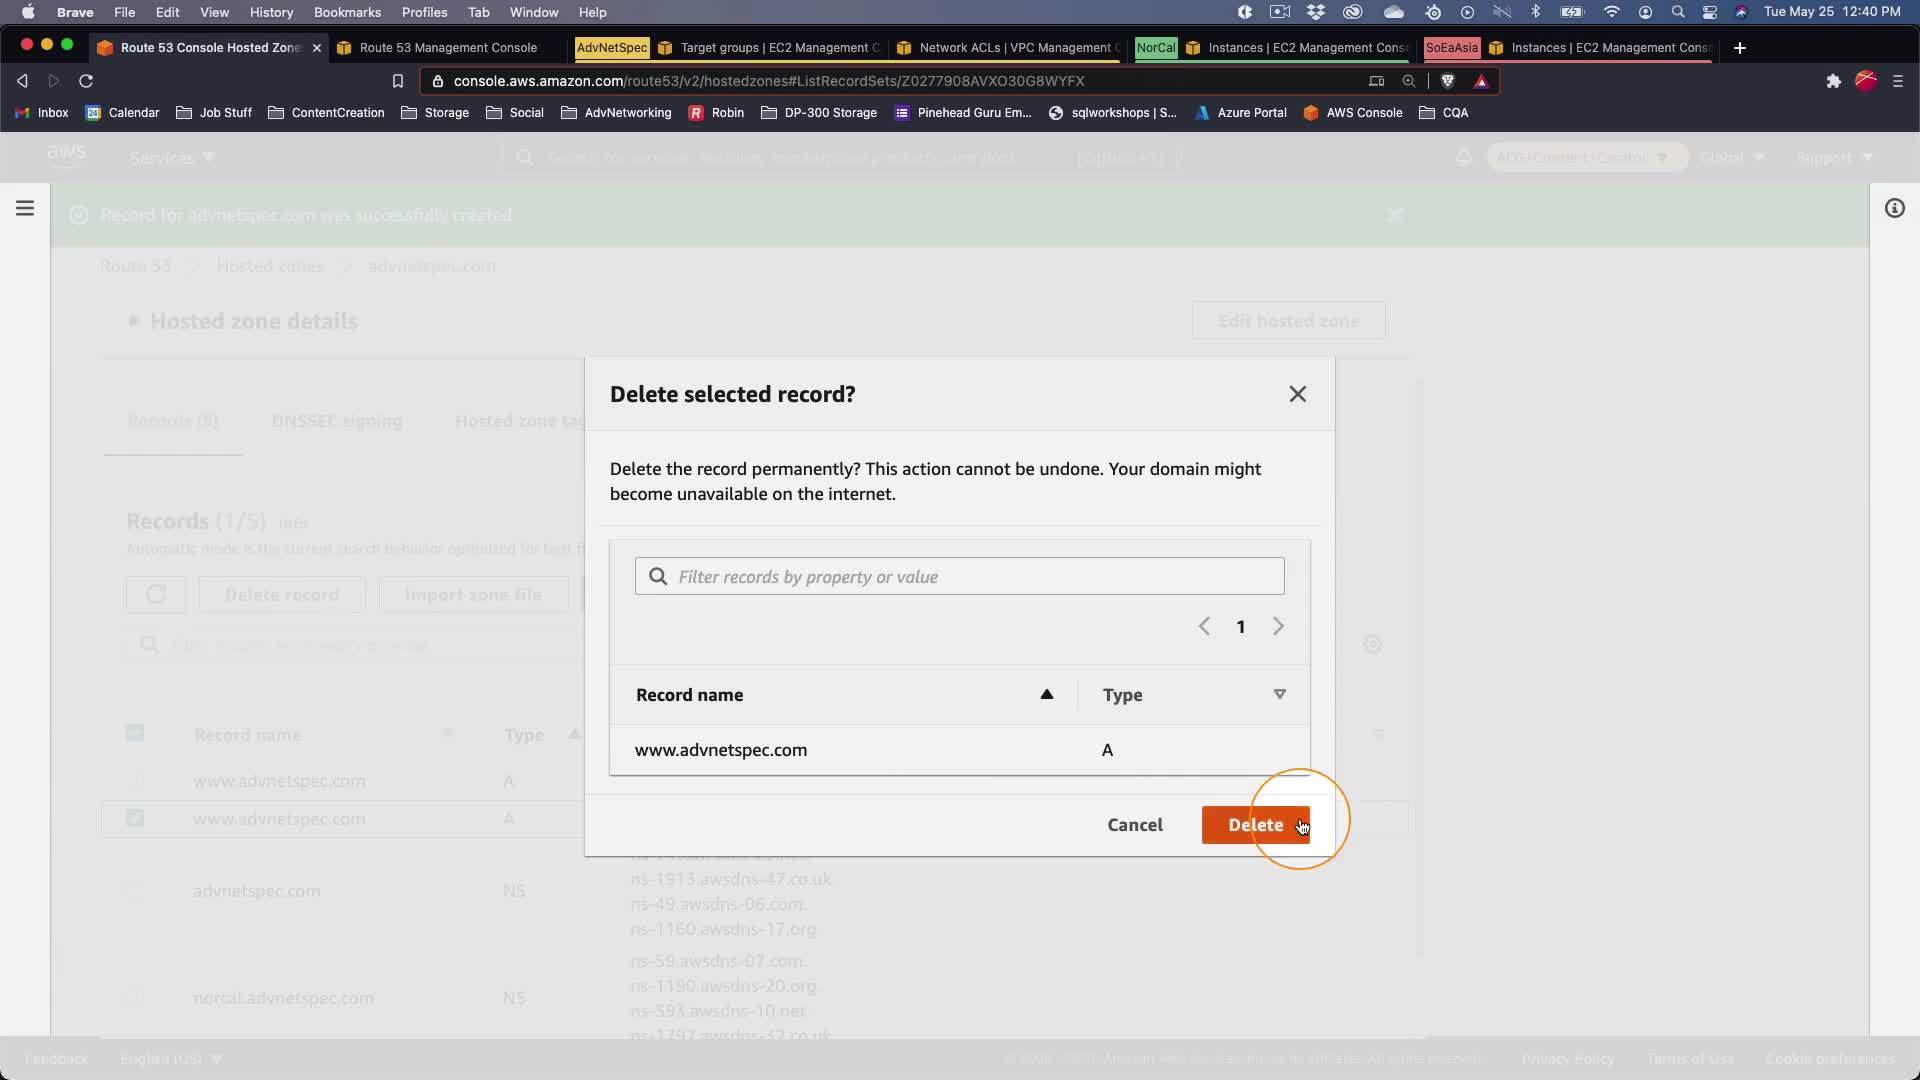 Brave File Edit View History Bookmarks Profiles Tab Window Help Tue May 25 12:40 PM
Route 53 Console Hosted Zone Route 53 Management Console AdvNetSpec Target groups | EC2 Management C Network ACLs | VPC Management C NorCal Instances | EC2 Management Conso SoEaAsia Instances | EC2 Management Conso
console.aws.amazon.com/route53/v2/hostedzones#ListRecordSets/Z0277908AVXO30G8WYFX
Inbox Calendar Job Stuff ContentCreation Storage Social AdvNetworking Robin DP-300 Storage Pinehead Guru Em... sqlworkshops | S... Azure Portal AWS Console CQA
aws Services Global Support
Record for advnetspec.com was successfully created.
Route 53 Hosted zones advnetspec.com
Hosted zone details Edit hosted zone
Delete selected record?
Records (5) DNSSEC signing Hosted zone tag
Delete the record permanently? This action cannot be undone. Your domain might
become unavailable on the internet.
Records (1/5) Info
Automatic mode is the current search behavior optimized for best
Filter records by property or value
Delete record Import zone file
1
Record name Type
www.advnetspec.com A
Cancel Delete
Record name Type
www.advnetspec.com A
www.advnetspec.com A
ns-1913.awsdns-47.co.uk.
advnetspec.com NS
ns-49.awsdns-06.com.
ns-1160.awsdns-17.org.
ns-59.awsdns-07.com.
ns-1190.awsdns-20.org.
norcal.advnetspec.com NS
ns-593.awsdns-10.net.
ns-1797.awsdns-32.co.uk.
Feedback English (US) Privacy Policy Terms of Use Cookie preferences